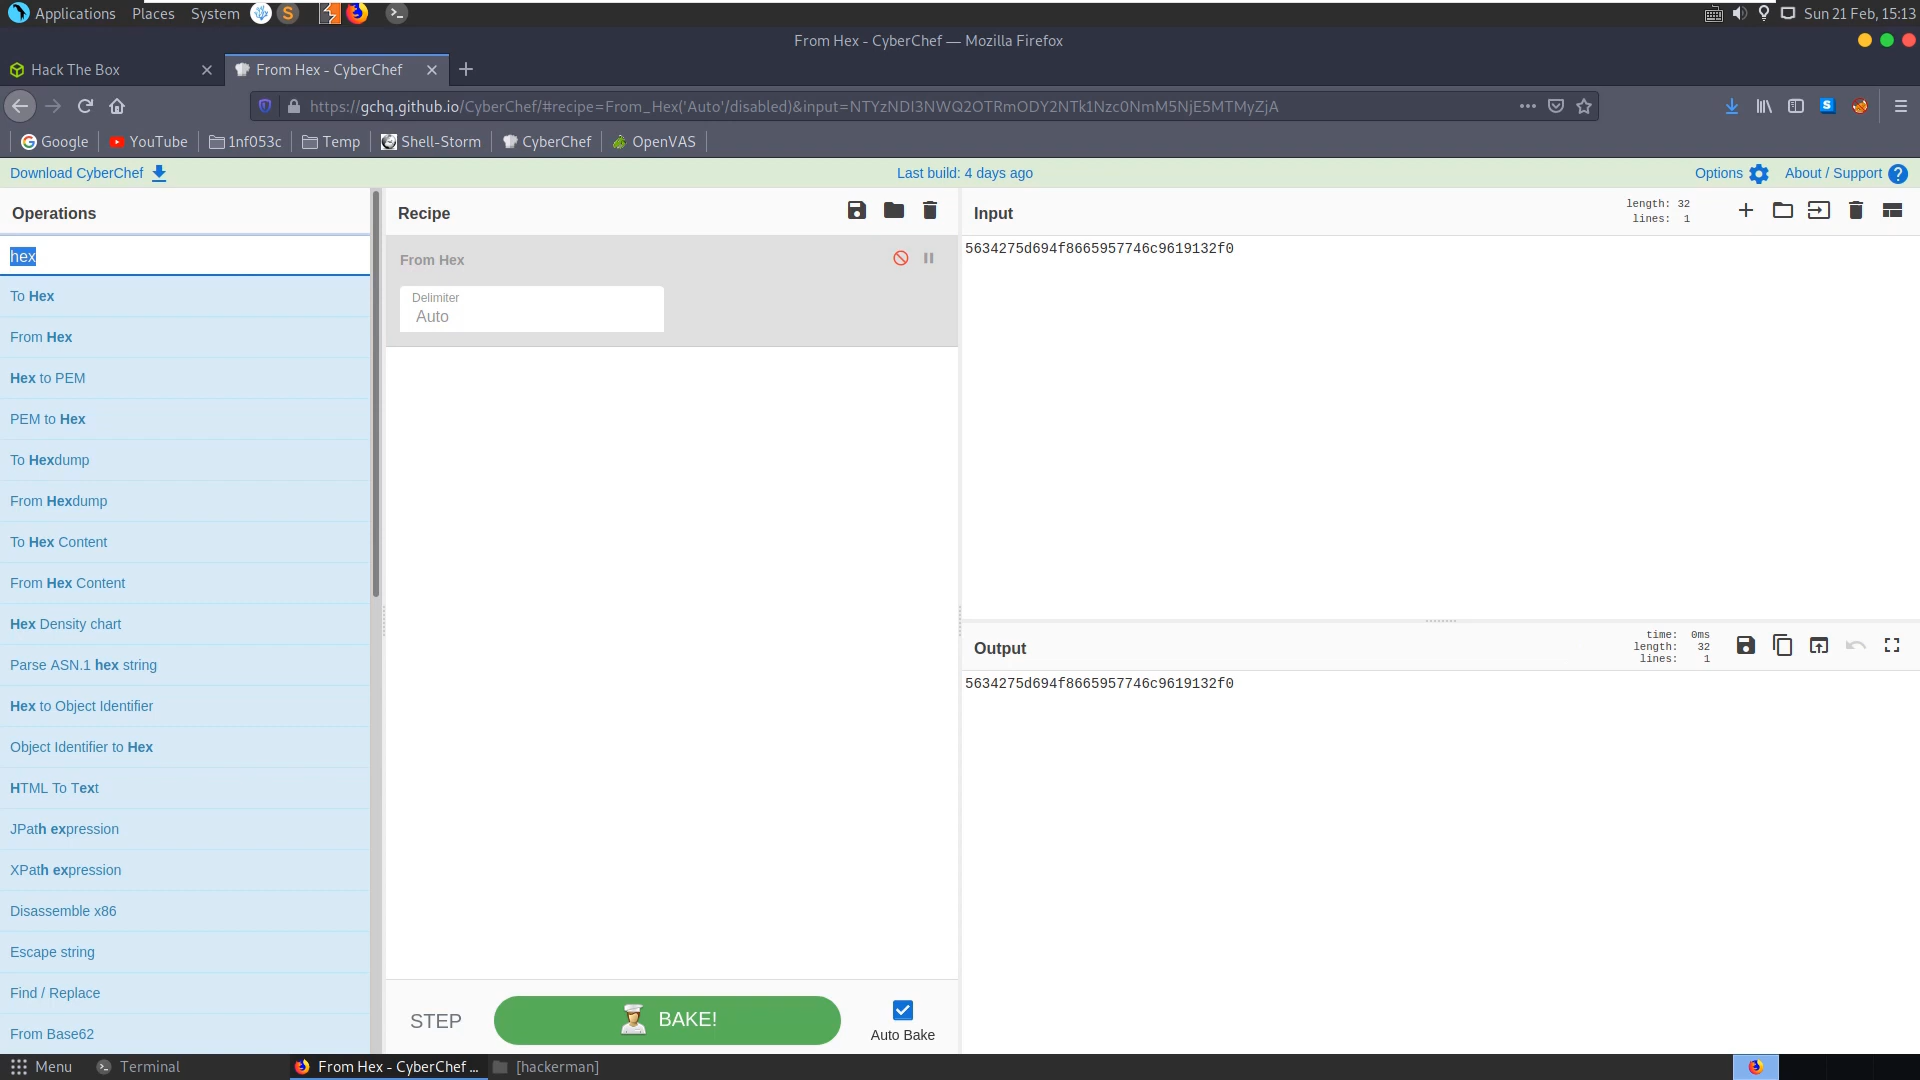 Applications Places System
Sun 21 Feb, 15:13
From Hex - CyberChef — Mozilla Firefox
Hack The Box
From Hex - CyberChef
https://gchq.github.io/CyberChef/#recipe=From_Hex('Auto'/disabled)&input=NTYzNDI3NWQ2OTRmODY2NTk1Nzc0NmM5NjE5MTMyZjA
Google YouTube 1nf053c Temp Shell-Storm CyberChef OpenVAS
Download CyberChef
Last build: 4 days ago
Options About / Support
Operations
hex
To Hex
From Hex
Hex to PEM
PEM to Hex
To Hexdump
From Hexdump
To Hex Content
From Hex Content
Hex Density chart
Parse ASN.1 hex string
Hex to Object Identifier
Object Identifier to Hex
HTML To Text
JPath expression
XPath expression
Disassemble x86
Escape string
Find / Replace
From Base62
Recipe
From Hex
Delimiter
Auto
STEP
BAKE!
Auto Bake
Input
length: 32
lines: 1
5634275d694f8665957746c9619132f0
Output
time: 0ms
length: 32
lines: 1
5634275d694f8665957746c9619132f0
Menu Terminal From Hex - CyberChef ... [hackerman]